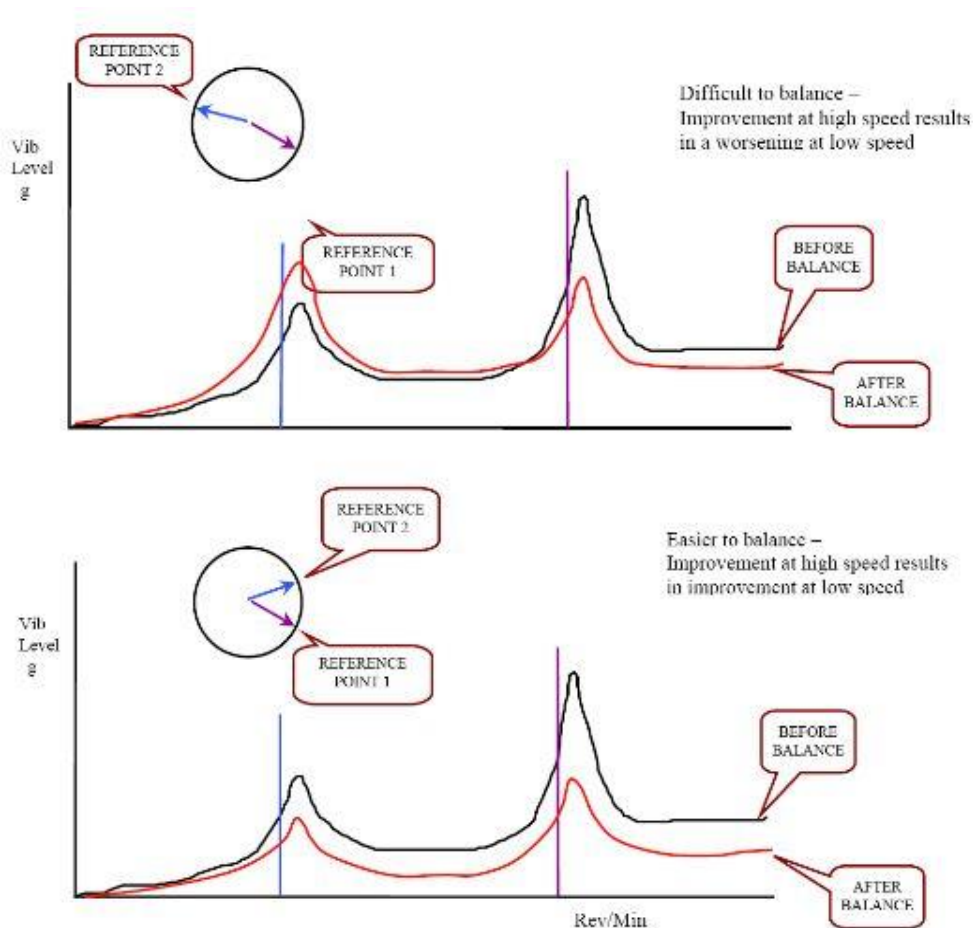 REFERENCE
POINT 2
Difficult to balance –
Improvement at high speed results
in a worsening at low speed
Vib
Level
g
REFERENCE
POINT 1
BEFORE
BALANCE
AFTER
BALANCE
REFERENCE
POINT 2
Easier to balance –
Improvement at high speed results
in improvement at low speed
Vib
Level
g
REFERENCE
POINT 1
BEFORE
BALANCE
AFTER
BALANCE
Rev/Min